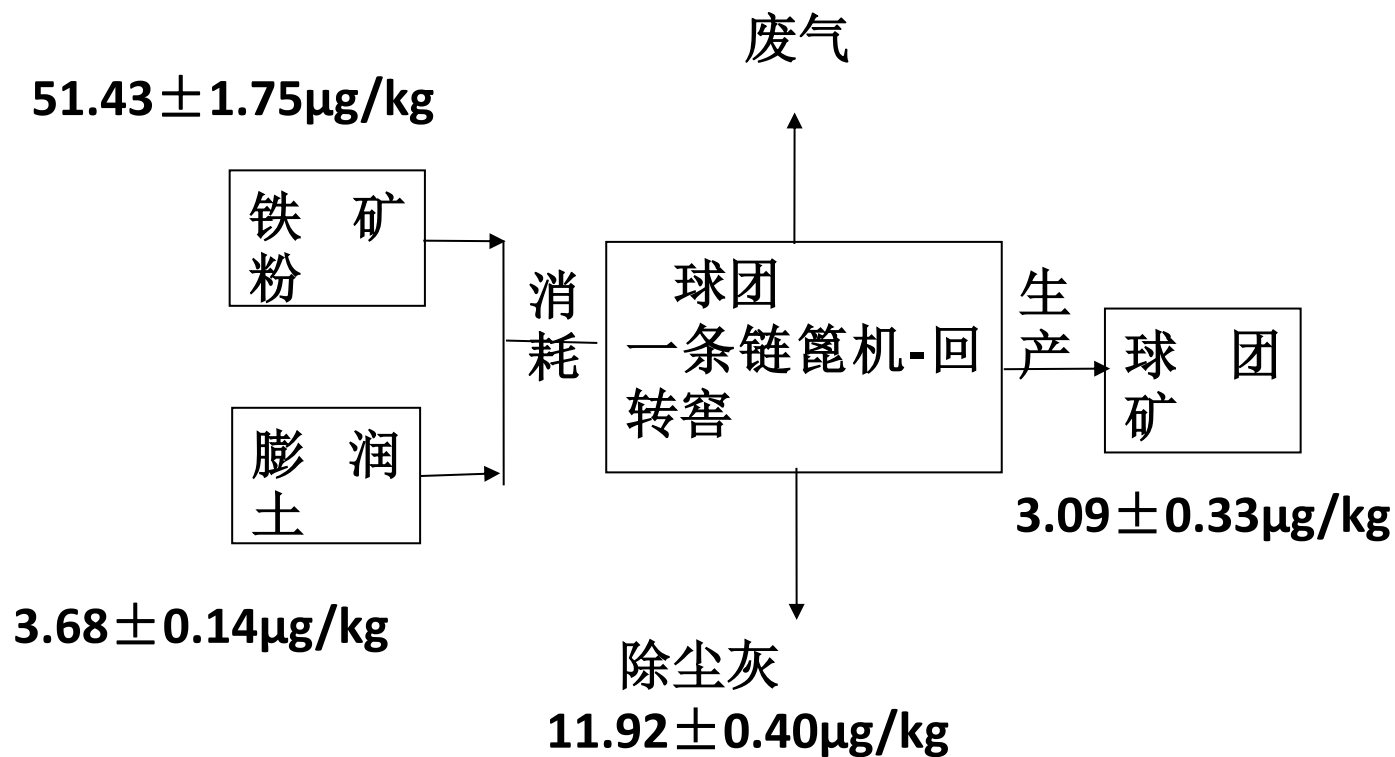 废气
51.43±1.75μg/kg
铁 矿
粉
消
耗
球团
一条链篦机-回
转窑
生
产
球 团
矿
膨 润
土
3.09±0.33μg/kg
3.68±0.14μg/kg
除尘灰
11.92±0.40μg/kg